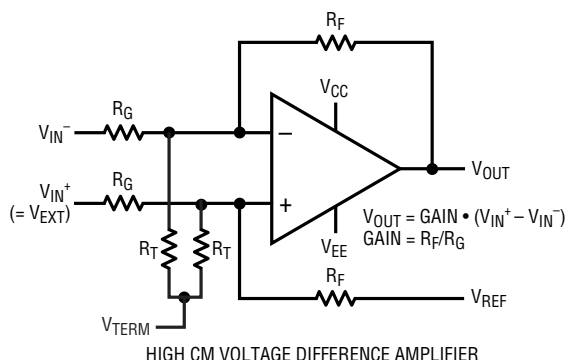 R_F
V_CC
R_G
V_IN⁻
−
V_OUT
V_IN⁺
(= V_EXT)
R_G
+
V_OUT = GAIN • (V_IN⁺ – V_IN⁻)
GAIN = R_F/R_G
R_T
R_T
V_EE
R_F
V_REF
V_TERM
HIGH CM VOLTAGE DIFFERENCE AMPLIFIER